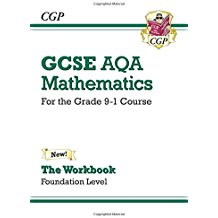 CGP
CGP
GCSE AQA
Mathematics
For the Grade 9-1 Course
New!
The Workbook
Foundation Level